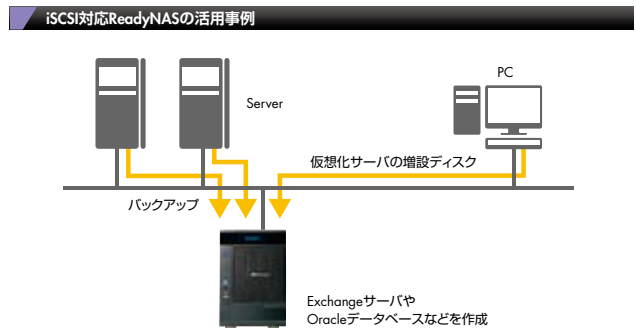 iSCSI対応ReadyNASの活用事例
PC
Server
仮想化サーバの増設ディスク
バックアップ
Exchangeサーバや
Oracleデータベースなどを作成